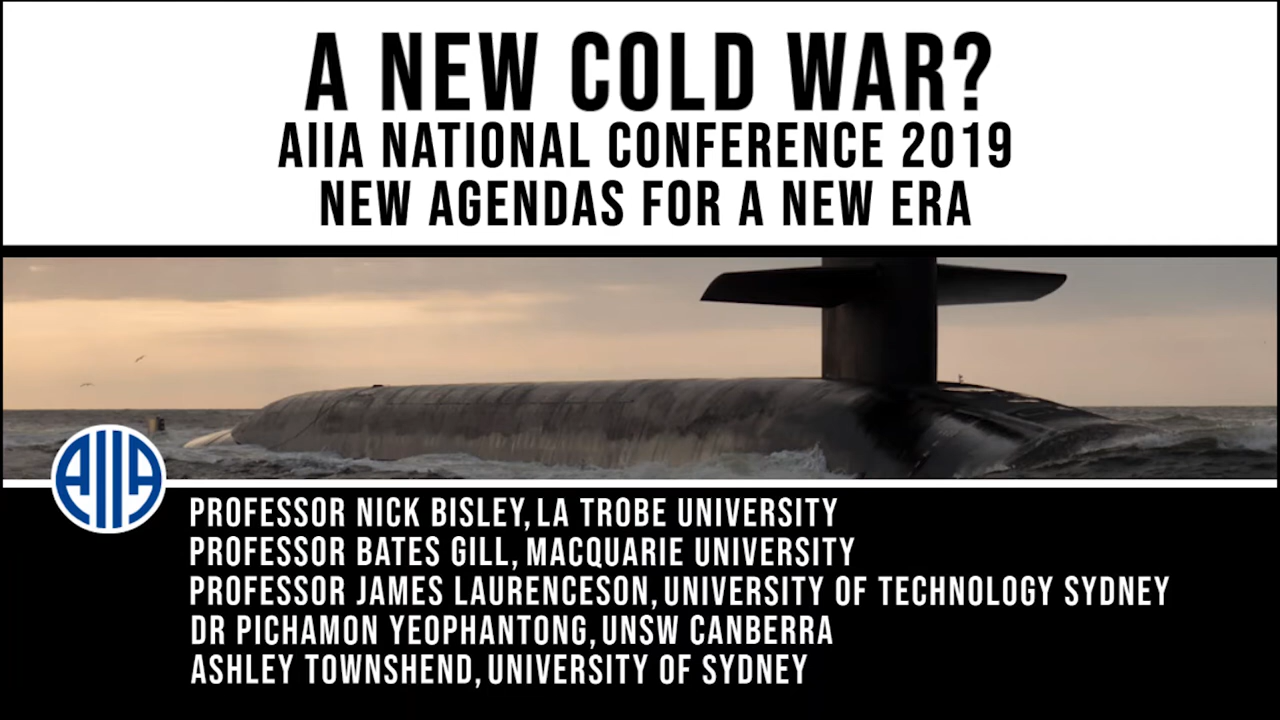 A NEW COLD WAR?
AIIA NATIONAL CONFERENCE 2019
NEW AGENDAS FOR A NEW ERA
AIIA
PROFESSOR NICK BISLEY, LA TROBE UNIVERSITY
PROFESSOR BATES GILL, MACQUARIE UNIVERSITY
PROFESSOR JAMES LAURENCESON, UNIVERSITY OF TECHNOLOGY SYDNEY
DR PICHAMON YEOPHANTONG, UNSW CANBERRA
ASHLEY TOWNSHEND, UNIVERSITY OF SYDNEY